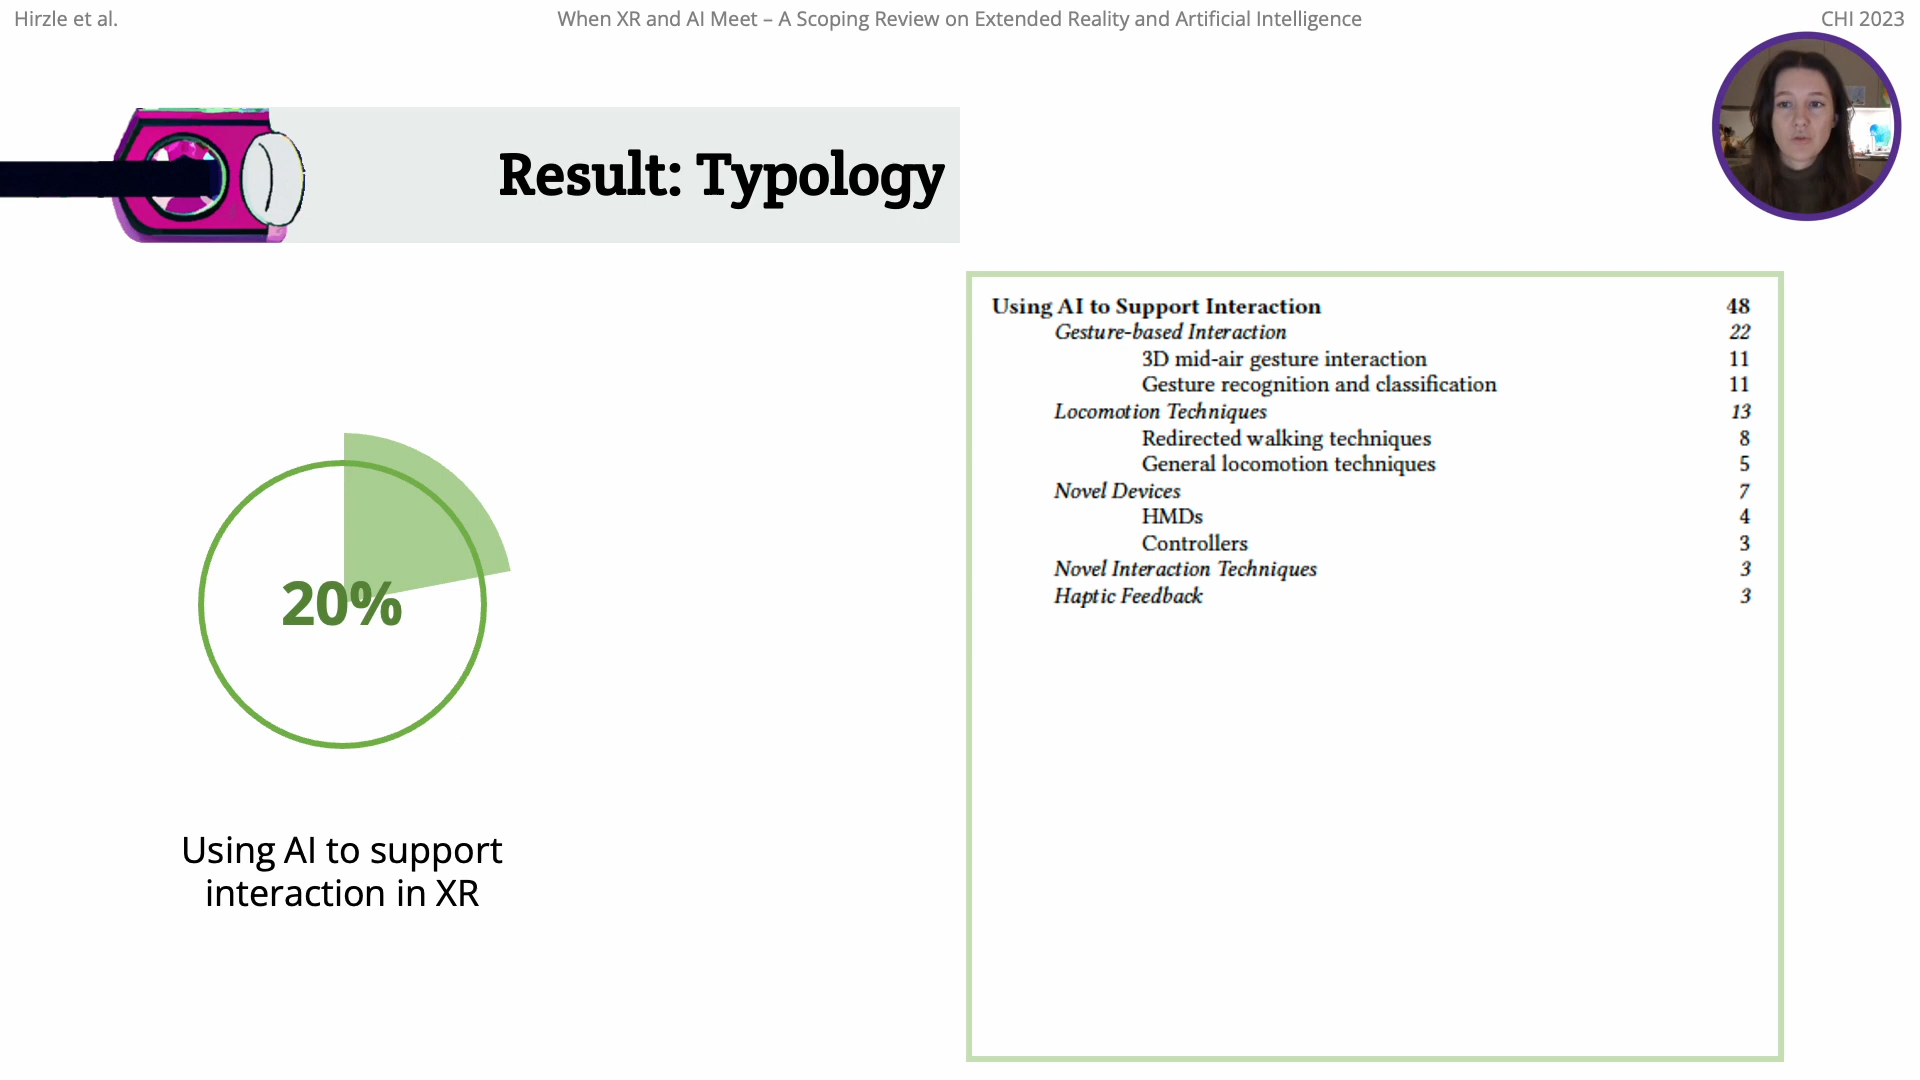 Hirzle et al.
When XR and AI Meet – A Scoping Review on Extended Reality and Artificial Intelligence
CHI 2023
Result: Typology
20%
Using AI to support
interaction in XR
Using AI to Support Interaction 48
Gesture-based Interaction 22
3D mid-air gesture interaction 11
Gesture recognition and classification 11
Locomotion Techniques 13
Redirected walking techniques 8
General locomotion techniques 5
Novel Devices 7
HMDs 4
Controllers 3
Novel Interaction Techniques 3
Haptic Feedback 3